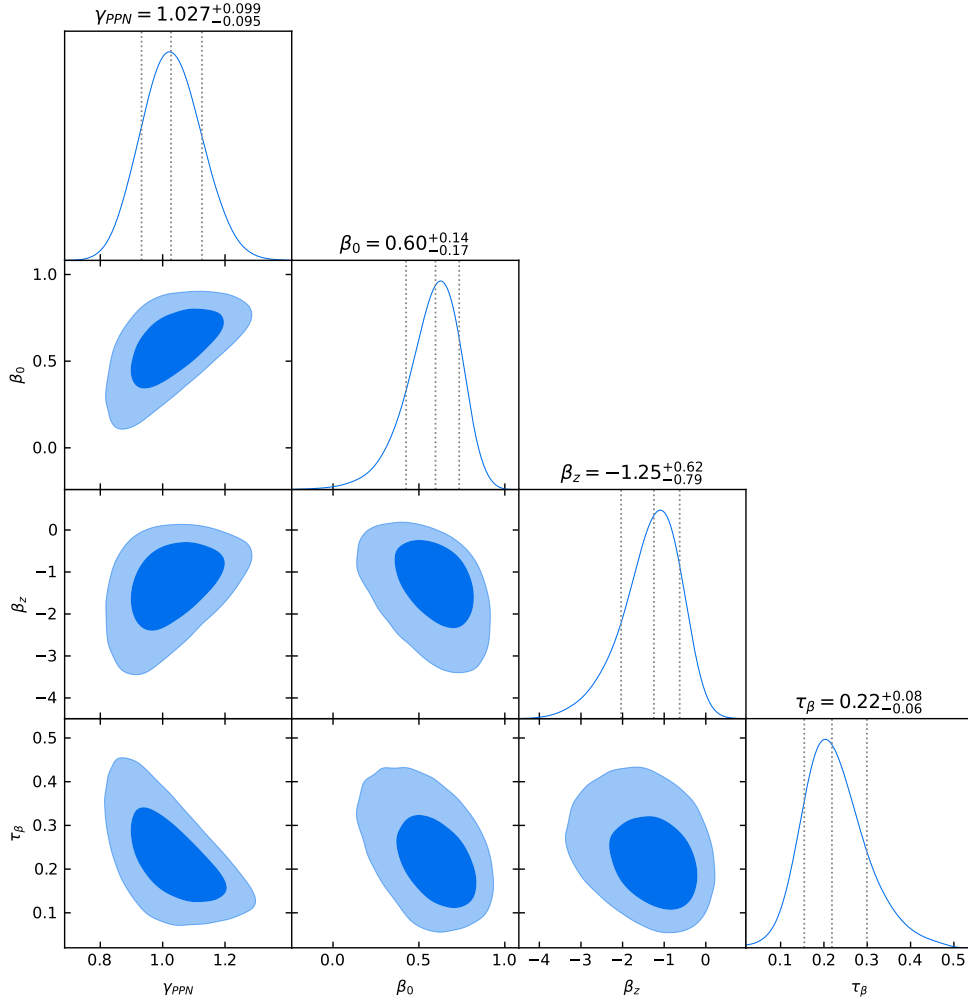 γ_PPN = 1.027^{+0.099}_{−0.095}
β_0 = 0.60^{+0.14}_{−0.17}
1.0
0.5
0.0
β_0
β_z = −1.25^{+0.62}_{−0.79}
0
−1
−2
−3
−4
β_z
τ_β = 0.22^{+0.08}_{−0.06}
0.5
0.4
0.3
0.2
0.1
τ_β
0.8 1.0 1.2
0.0 0.5 1.0
−4 −3 −2 −1 0
0.1 0.2 0.3 0.4 0.5
γ_PPN
β_0
β_z
τ_β